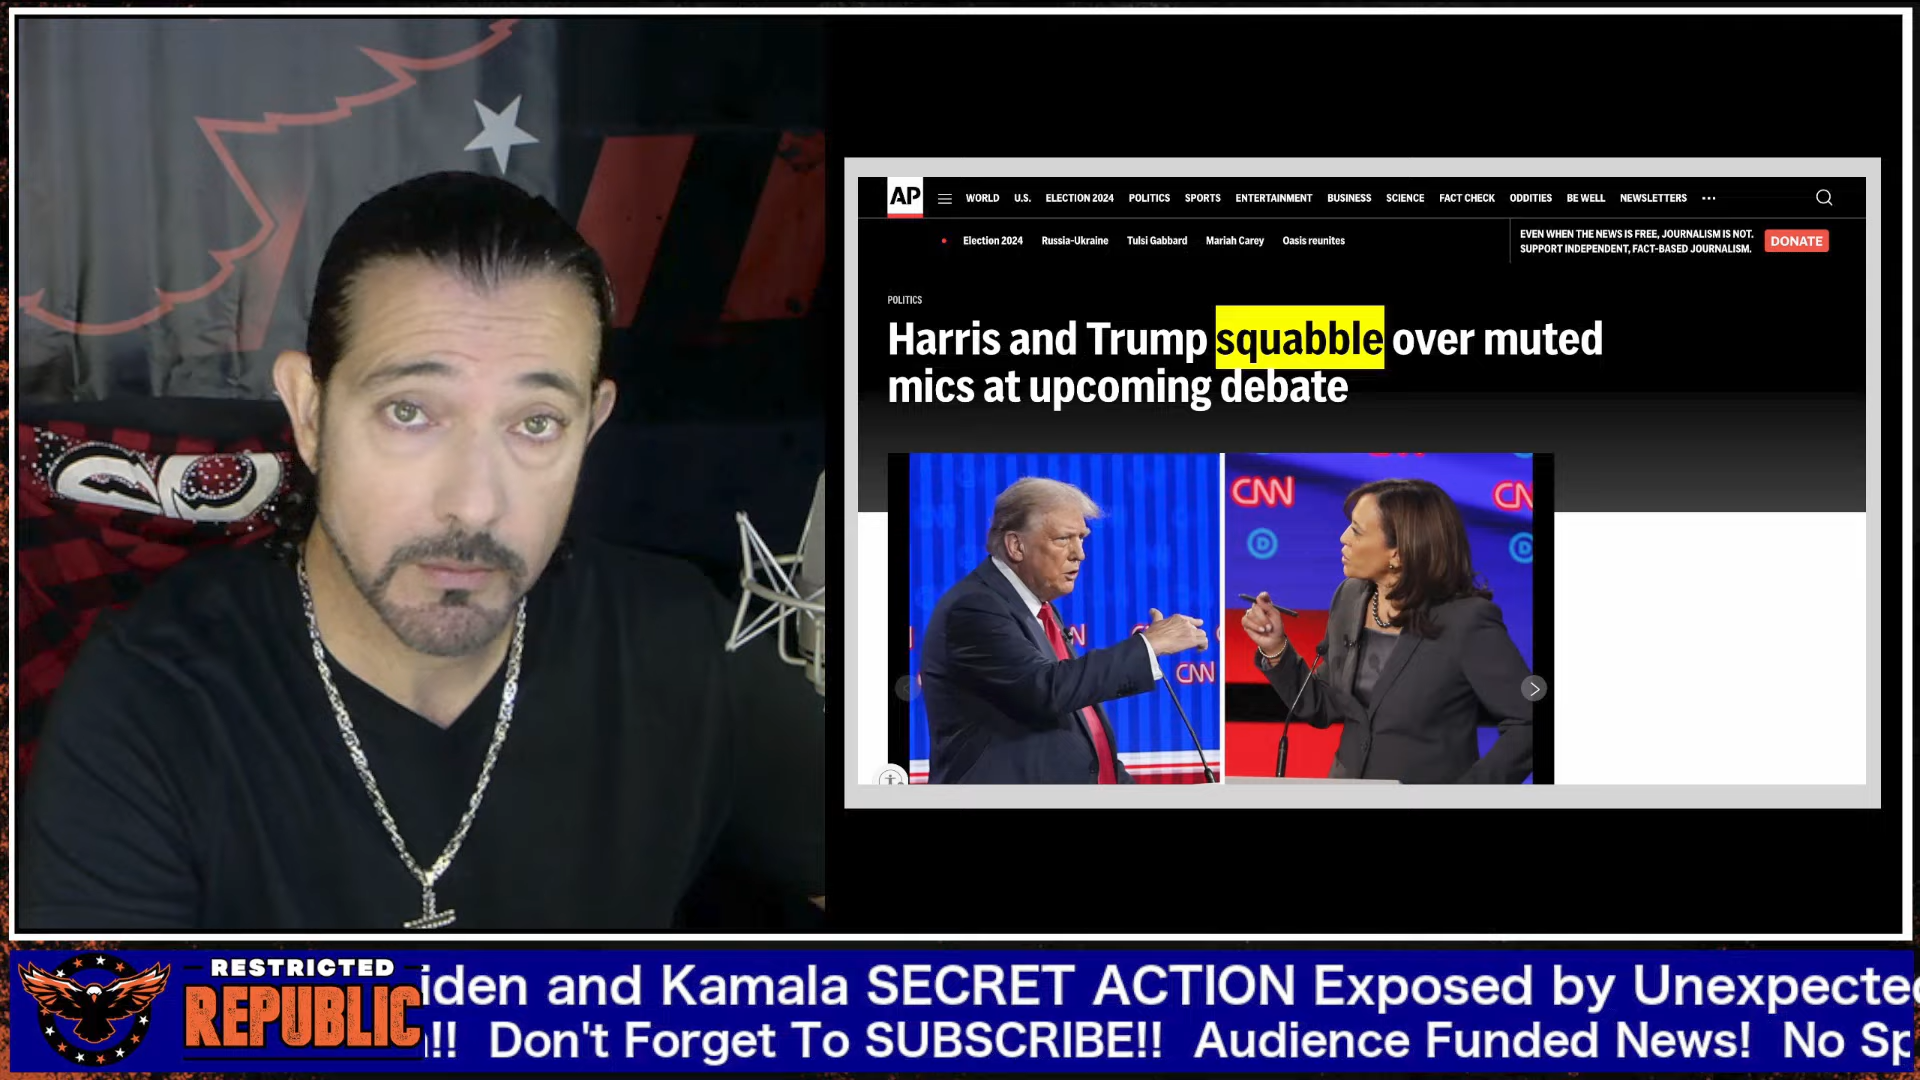 AP
WORLD U.S. ELECTION 2024 POLITICS SPORTS ENTERTAINMENT BUSINESS SCIENCE FACT CHECK ODDITIES BE WELL NEWSLETTERS ...
Election 2024 Russia-Ukraine Tulsi Gabbard Mariah Carey Oasis reunites
EVEN WHEN THE NEWS IS FREE, JOURNALISM IS NOT.
SUPPORT INDEPENDENT, FACT-BASED JOURNALISM.
DONATE
POLITICS
Harris and Trump squabble over muted
mics at upcoming debate
CNN CN
D D
N CNN
RESTRICTED
REPUBLIC
iden and Kamala SECRET ACTION Exposed by Unexpected
!! Don't Forget To SUBSCRIBE!! Audience Funded News! No Sp